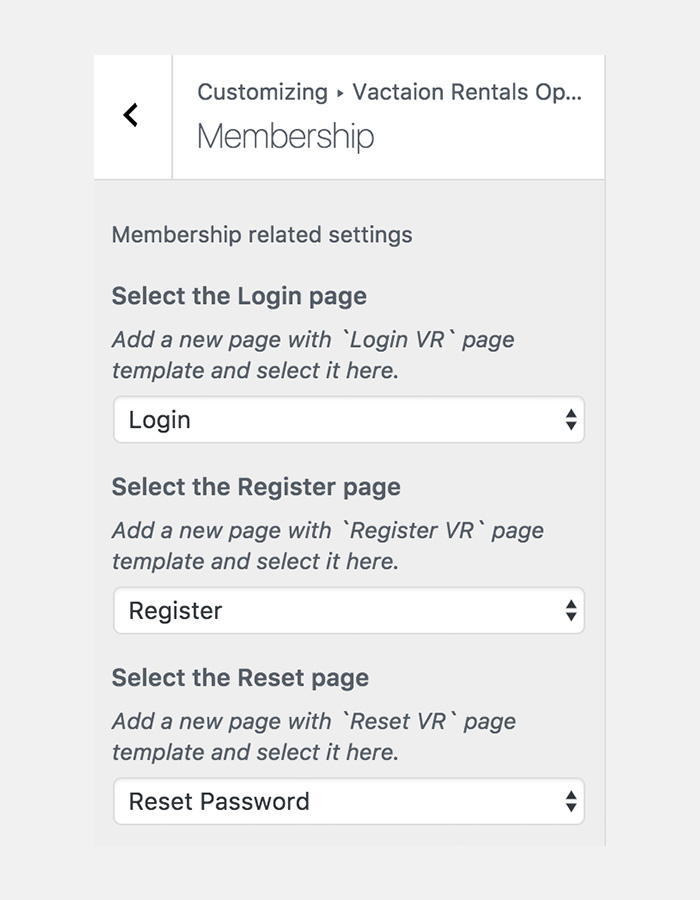 Customizing ▸ Vactaion Rentals Op...
Membership
Membership related settings
Select the Login page
Add a new page with `Login VR` page
template and select it here.
Login
Select the Register page
Add a new page with `Register VR` page
template and select it here.
Register
Select the Reset page
Add a new page with `Reset VR` page
template and select it here.
Reset Password